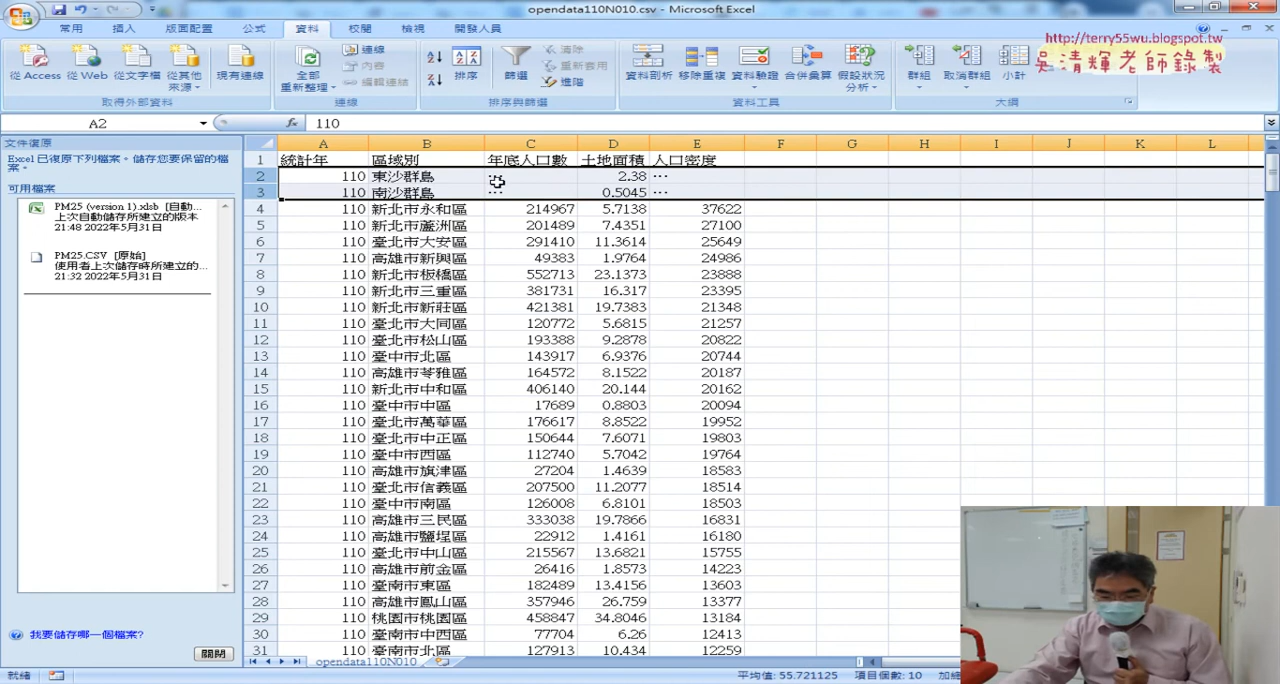 opendata110N010.csv - Microsoft Excel
常用 插入 版面配置 公式 資料 校閱 檢視 開發人員
http://terry55wu.blogspot.tw
吳清輝老師錄製
從 Access 從 Web 從文字檔 從其他來源 現有連線 全部重新整理 連線 內容 編輯連結 排序 篩選 清除 重新套用 進階 資料剖析 移除重複 資料驗證 合併彙算 假設狀況分析 群組 取消群組 小計
取得外部資料 連線 排序與篩選 資料工具 大綱
A2 fx 110
文件復原
Excel 已復原下列檔案。儲存您要保留的檔案。
可用檔案
PM25 (version 1).xlsb [自動...
上次自動儲存所建立的版本
21:48 2022年5月31日
PM25.CSV [原始]
使用者上次儲存時所建立的...
21:32 2022年5月31日
我要儲存哪一個檔案?
關閉
A B C D E F G H I J K L
1 統計年 區域別 年底人口數 土地面積 人口密度
2 110 東沙群島 … 2.38 …
3 110 南沙群島 … 0.5045 …
4 110 新北市永和區 214967 5.7138 37622
5 110 新北市蘆洲區 201489 7.4351 27100
6 110 臺北市大安區 291410 11.3614 25649
7 110 高雄市新興區 49383 1.9764 24986
8 110 新北市板橋區 552713 23.1373 23888
9 110 新北市三重區 381731 16.317 23395
10 110 新北市新莊區 421381 19.7383 21348
11 110 臺北市大同區 120772 5.6815 21257
12 110 臺北市松山區 193388 9.2878 20822
13 110 臺中市北區 143917 6.9376 20744
14 110 高雄市苓雅區 164572 8.1522 20187
15 110 新北市中和區 406140 20.144 20162
16 110 臺中市中區 17689 0.8803 20094
17 110 臺北市萬華區 176617 8.8522 19952
18 110 臺北市中正區 150644 7.6071 19803
19 110 臺中市西區 112740 5.7042 19764
20 110 高雄市旗津區 27204 1.4639 18583
21 110 臺北市信義區 207500 11.2077 18514
22 110 臺中市南區 126008 6.8101 18503
23 110 高雄市三民區 333038 19.7866 16831
24 110 高雄市鹽埕區 22912 1.4161 16180
25 110 臺北市中山區 215567 13.6821 15755
26 110 高雄市前金區 26416 1.8573 14223
27 110 臺南市東區 182489 13.4156 13603
28 110 高雄市鳳山區 357946 26.759 13377
29 110 桃園市桃園區 458847 34.8046 13184
30 110 臺南市中西區 77704 6.26 12413
31 110 臺南市北區 127913 10.434 12259
opendata110N010
就緒 平均值: 55.721125 項目個數: 10 加總